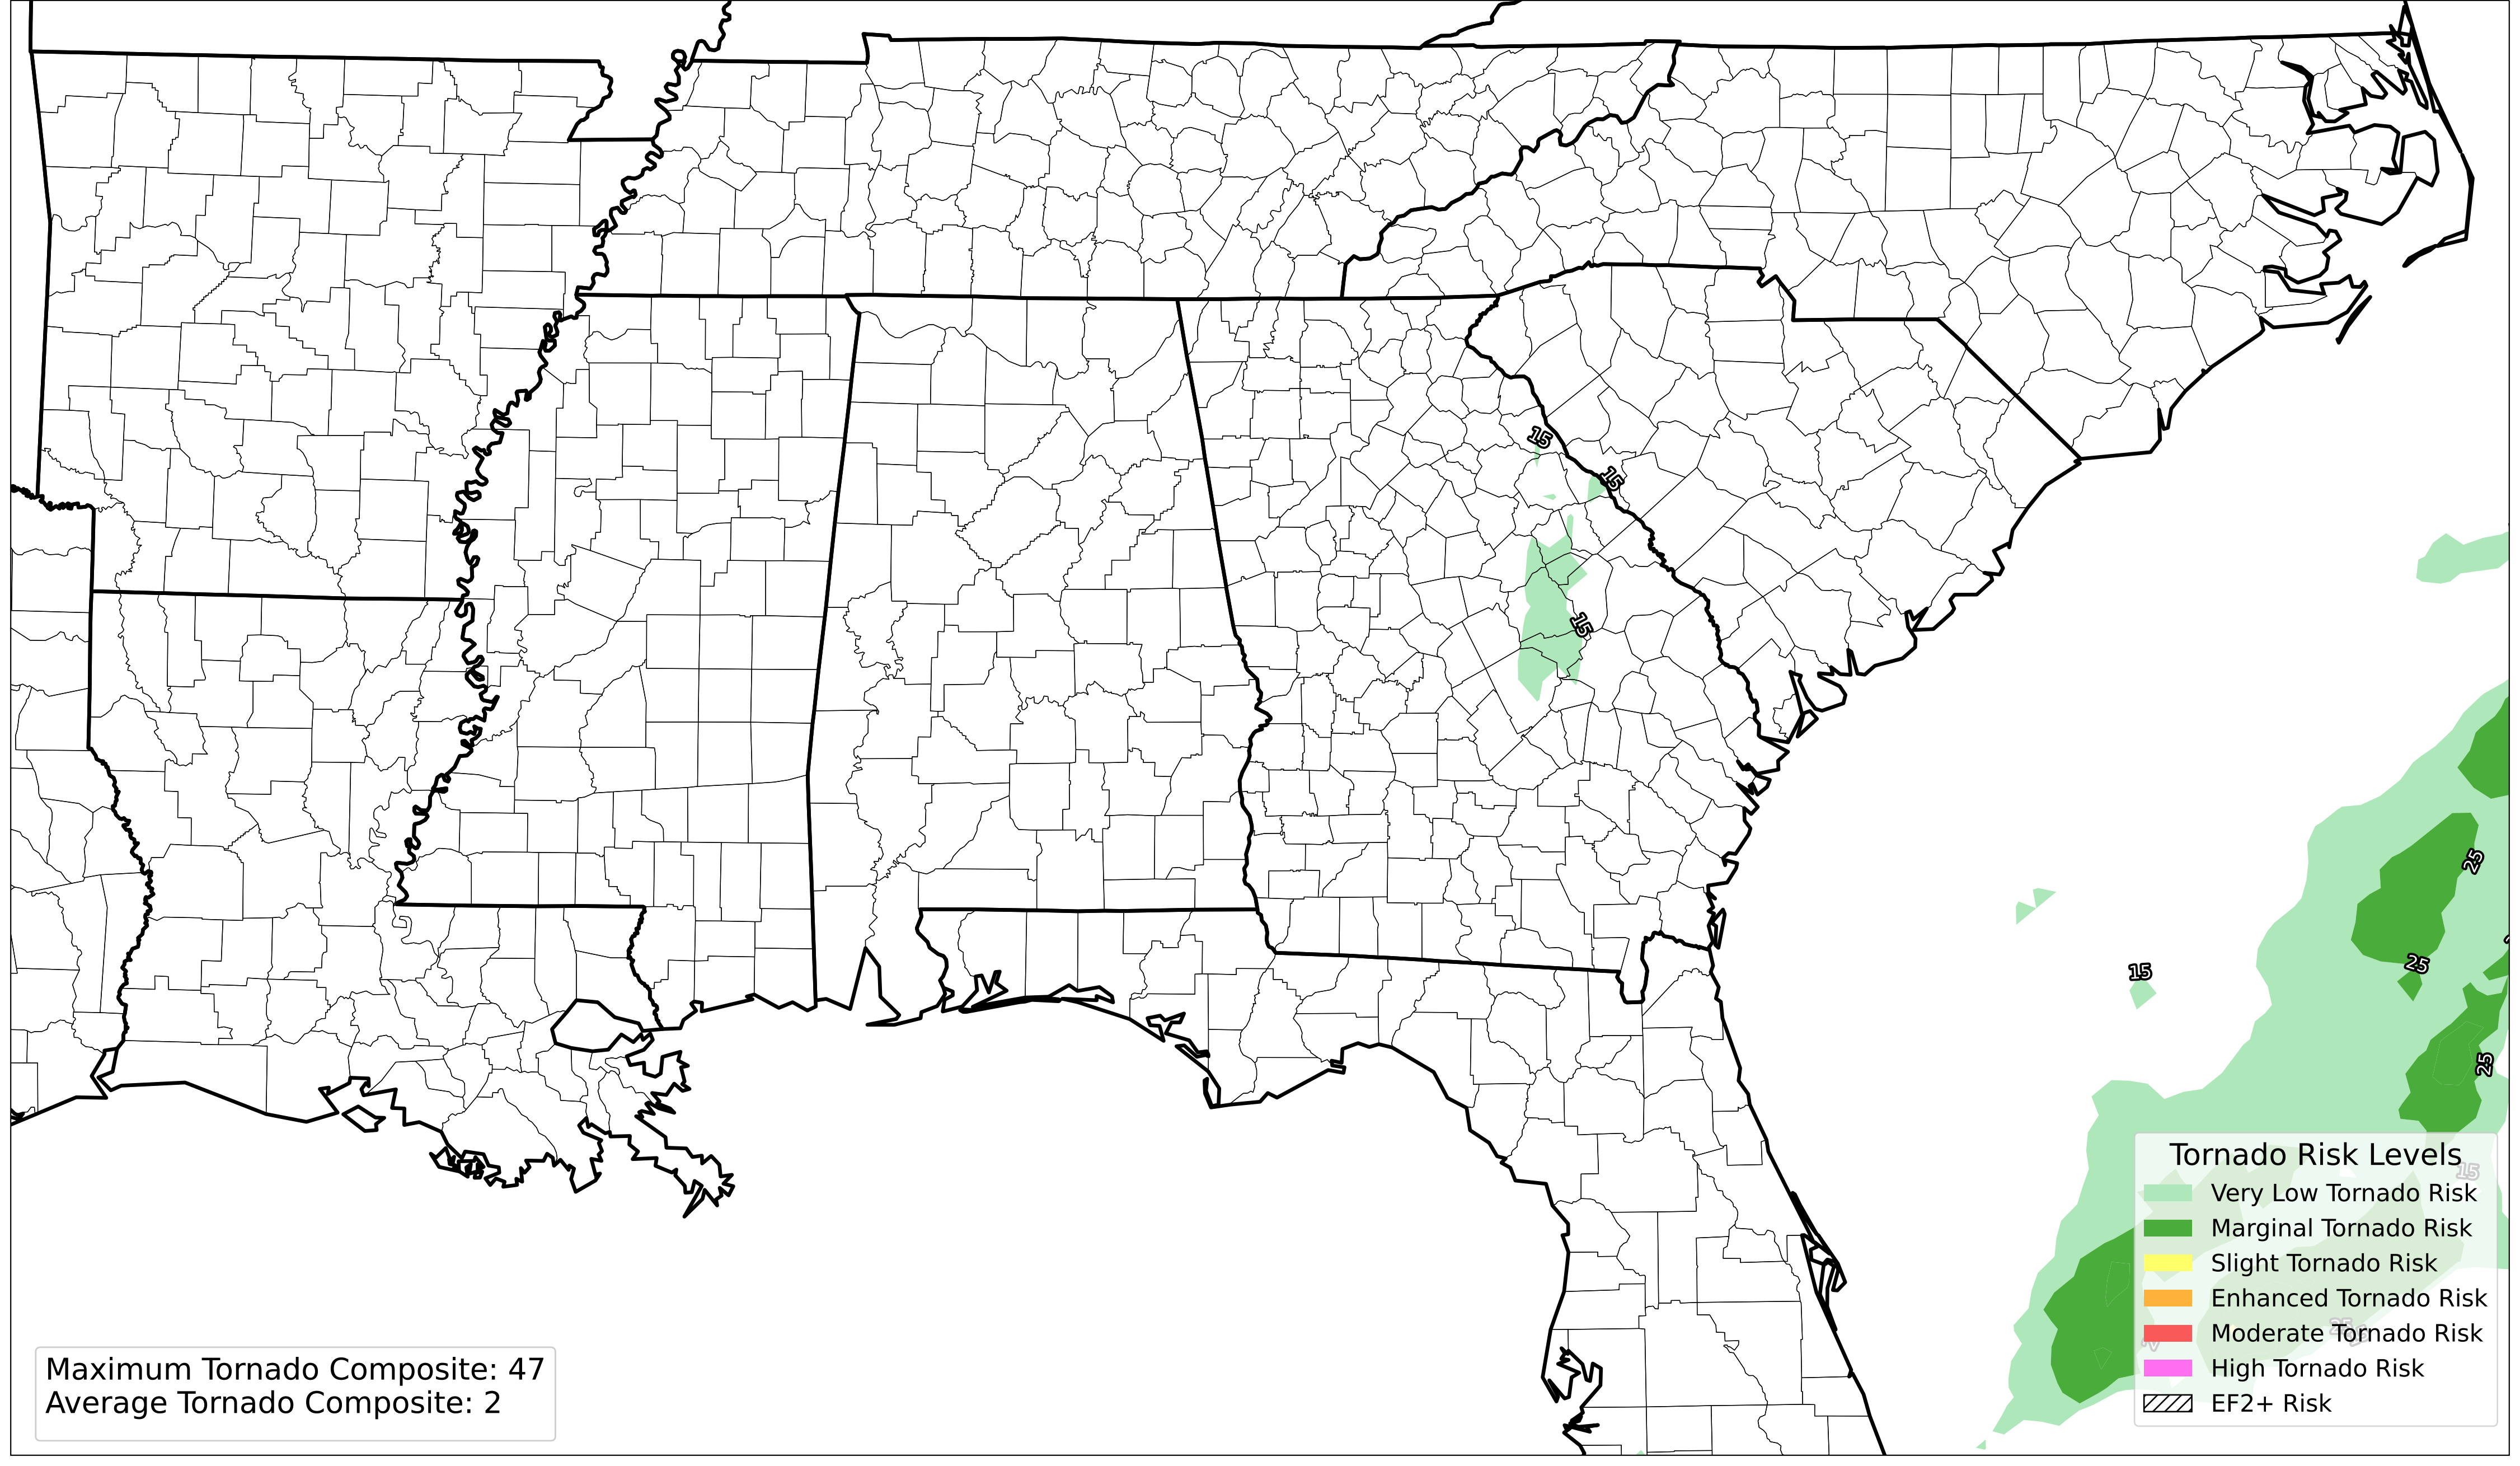 15
15
15
25
15
25
25
15
Tornado Risk Levels
Very Low Tornado Risk
Marginal Tornado Risk
Slight Tornado Risk
Enhanced Tornado Risk
Moderate Tornado Risk
High Tornado Risk
EF2+ Risk
Maximum Tornado Composite: 47
Average Tornado Composite: 2